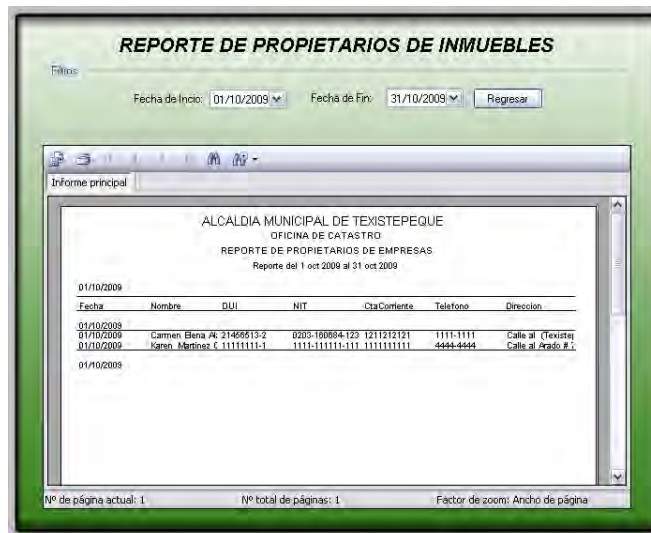 REPORTE DE PROPIETARIOS DE INMUEBLES
Filtros
Fecha de Incio: 01/10/2009 Fecha de Fin: 31/10/2009 Regresar
Informe principal
ALCALDIA MUNICIPAL DE TEXISTEPEQUE
OFICINA DE CATASTRO
REPORTE DE PROPIETARIOS DE EMPRESAS
Reporte del 1 oct 2009 al 31 oct 2009
01/10/2009
Fecha Nombre DUI NIT CtaCorriente Telefono Direccion
01/10/2009
01/10/2009 Carmen Elena 21456513-2 0203-160684-123 1211212121 1111-1111 Calle al (Texistep
01/10/2009 Karen Martinez 11111111-1 1111-111111-111 1111111111 4444-4444 Calle al Arado #
01/10/2009
Nº de página actual: 1 Nº total de páginas: 1 Factor de zoom: Ancho de página